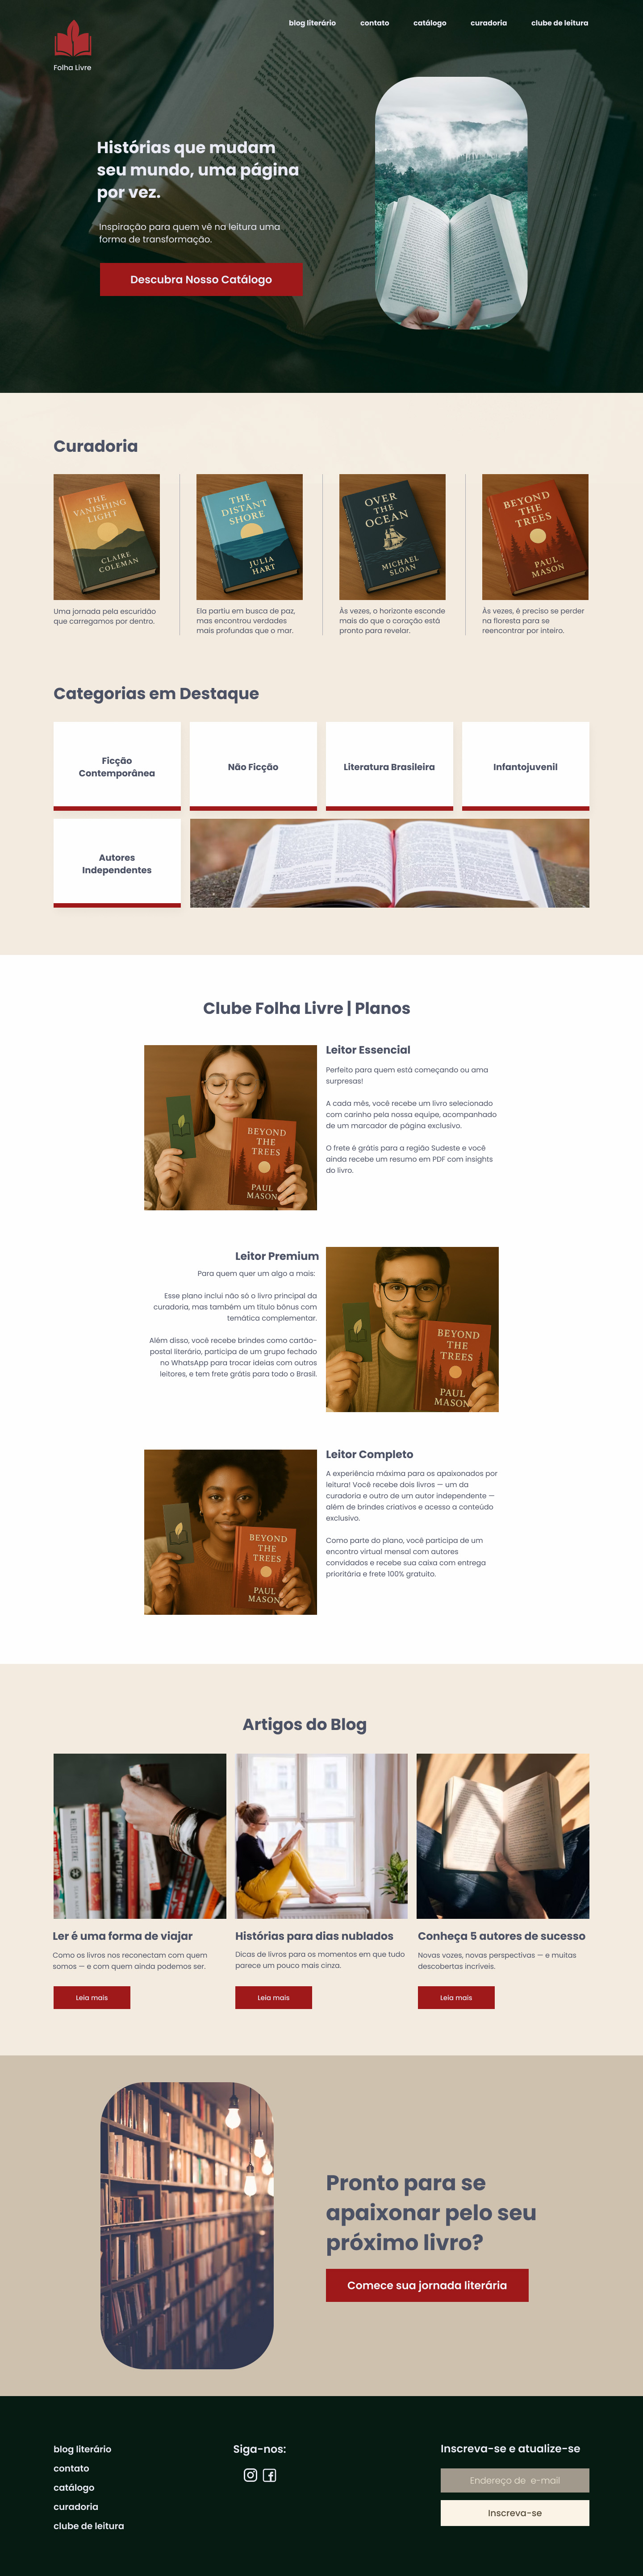 blog literário
contato
catálogo
curadoria
clube de leitura
Folha Livre
Histórias que mudam
seu mundo, uma página
por vez.
Inspiração para quem vê na leitura uma
forma de transformação.
Descubra Nosso Catálogo
Curadoria
THE
VANISHING
LIGHT
CLAIRE
COLEMAN
Uma jornada pela escuridão
que carregamos por dentro.
THE
DISTANT
SHORE
JULIA
HART
Ela partiu em busca de paz,
mas encontrou verdades
mais profundas que o mar.
OVER
THE
OCEAN
MICHAEL
SLOAN
Às vezes, o horizonte esconde
mais do que o coração está
pronto para revelar.
BEYOND
THE
TREES
PAUL
MASON
Às vezes, é preciso se perder
na floresta para se
reencontrar por inteiro.
Categorias em Destaque
Ficção
Contemporânea
Não Ficção
Literatura Brasileira
Infantojuvenil
Autores
Independentes
Clube Folha Livre | Planos
BEYOND
THE
TREES
PAUL
MASON
Leitor Essencial
Perfeito para quem está começando ou ama
surpresas!
A cada mês, você recebe um livro selecionado
com carinho pela nossa equipe, acompanhado
de um marcador de página exclusivo.
O frete é grátis para a região Sudeste e você
ainda recebe um resumo em PDF com insights
do livro.
Leitor Premium
Para quem quer um algo a mais:
Esse plano inclui não só o livro principal da
curadoria, mas também um título bônus com
temática complementar.
Além disso, você recebe brindes como cartão-
postal literário, participa de um grupo fechado
no WhatsApp para trocar ideias com outros
leitores, e tem frete grátis para todo o Brasil.
BEYOND
THE
TREES
PAUL
MASON
BEYOND
THE
TREES
PAUL
MASON
Leitor Completo
A experiência máxima para os apaixonados por
leitura! Você recebe dois livros — um da
curadoria e outro de um autor independente —
além de brindes criativos e acesso a conteúdo
exclusivo.
Como parte do plano, você participa de um
encontro virtual mensal com autores
convidados e recebe sua caixa com entrega
prioritária e frete 100% gratuito.
Artigos do Blog
Ler é uma forma de viajar
Como os livros nos reconectam com quem
somos — e com quem ainda podemos ser.
Leia mais
Histórias para dias nublados
Dicas de livros para os momentos em que tudo
parece um pouco mais cinza.
Leia mais
Conheça 5 autores de sucesso
Novas vozes, novas perspectivas — e muitas
descobertas incríveis.
Leia mais
Pronto para se
apaixonar pelo seu
próximo livro?
Comece sua jornada literária
blog literário
contato
catálogo
curadoria
clube de leitura
Siga-nos:
Inscreva-se e atualize-se
Endereço de e-mail
Inscreva-se